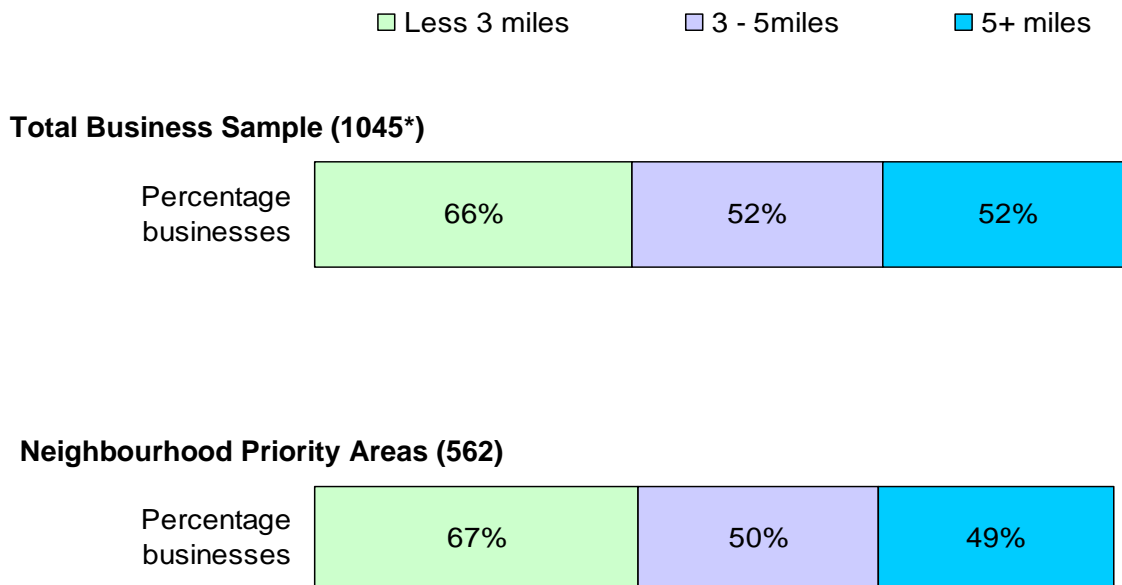 Less 3 miles 3 - 5miles 5+ miles
Total Business Sample (1045*)
Percentage
businesses
66% 52% 52%
Neighbourhood Priority Areas (562)
Percentage
businesses
67% 50% 49%